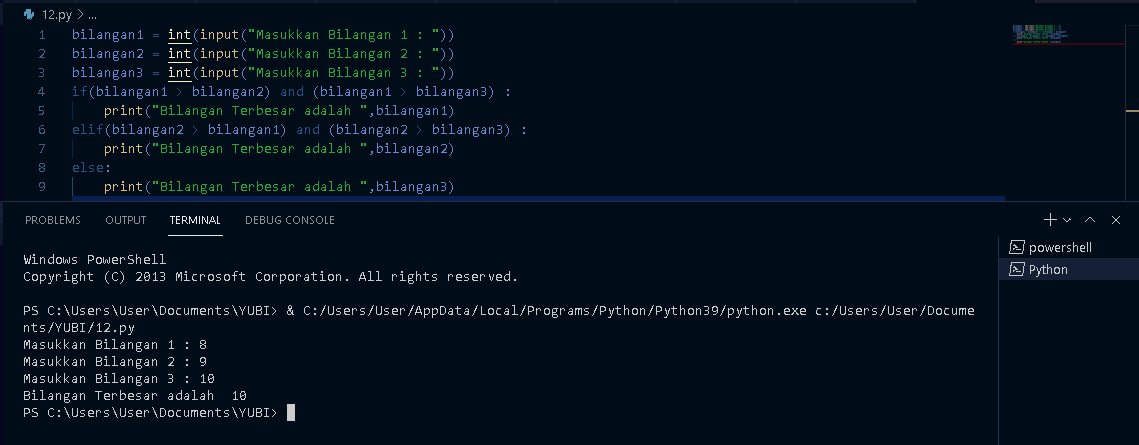 12.py > ...
1 bilangan1 = int(input("Masukkan Bilangan 1 : "))
2 bilangan2 = int(input("Masukkan Bilangan 2 : "))
3 bilangan3 = int(input("Masukkan Bilangan 3 : "))
4 if(bilangan1 > bilangan2) and (bilangan1 > bilangan3) :
5     print("Bilangan Terbesar adalah ",bilangan1)
6 elif(bilangan2 > bilangan1) and (bilangan2 > bilangan3) :
7     print("Bilangan Terbesar adalah ",bilangan2)
8 else:
9     print("Bilangan Terbesar adalah ",bilangan3)
PROBLEMS OUTPUT TERMINAL DEBUG CONSOLE
powershell
Python
Windows PowerShell
Copyright (C) 2013 Microsoft Corporation. All rights reserved.
PS C:\Users\User\Documents\YUBI> & C:/Users/User/AppData/Local/Programs/Python/Python39/python.exe c:/Users/User/Docume
nts/YUBI/12.py
Masukkan Bilangan 1 : 8
Masukkan Bilangan 2 : 9
Masukkan Bilangan 3 : 10
Bilangan Terbesar adalah  10
PS C:\Users\User\Documents\YUBI>